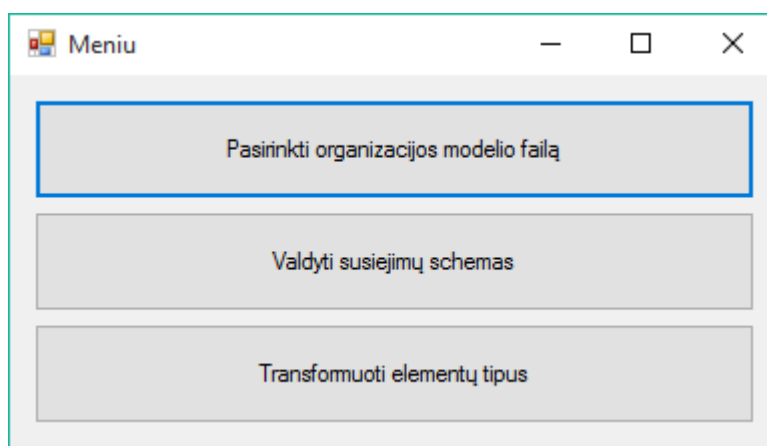 Meniu
Pasirinkti organizacijos modelio failą
Valdyti susiejimų schemas
Transformuoti elementų tipus